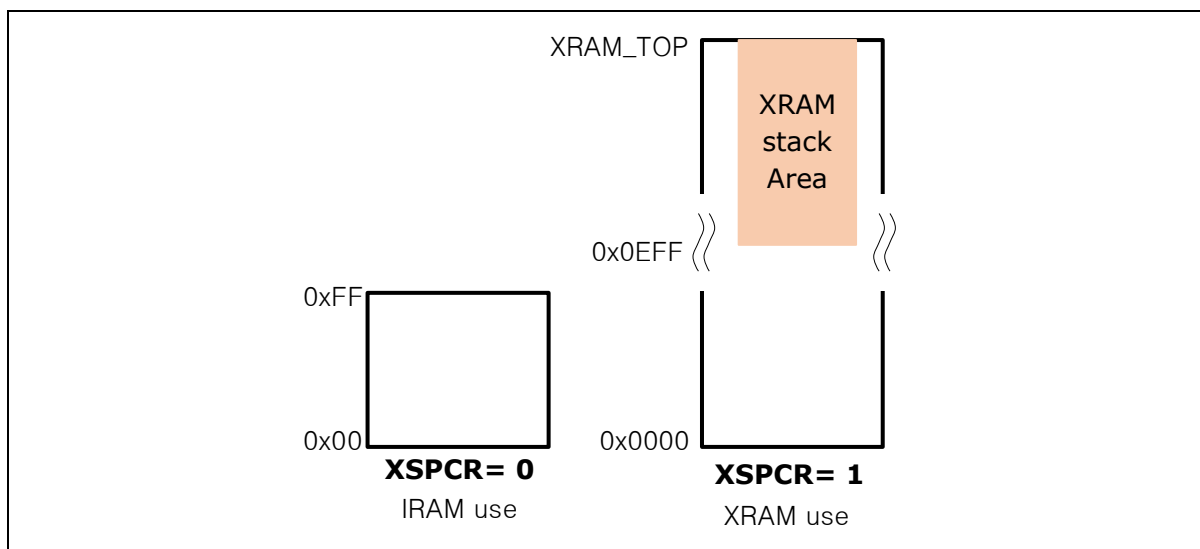 XRAM_TOP
XRAM
stack
Area
0x0EFF
0xFF
0x00
0x0000
XSPCR= 0
XSPCR= 1
IRAM use
XRAM use